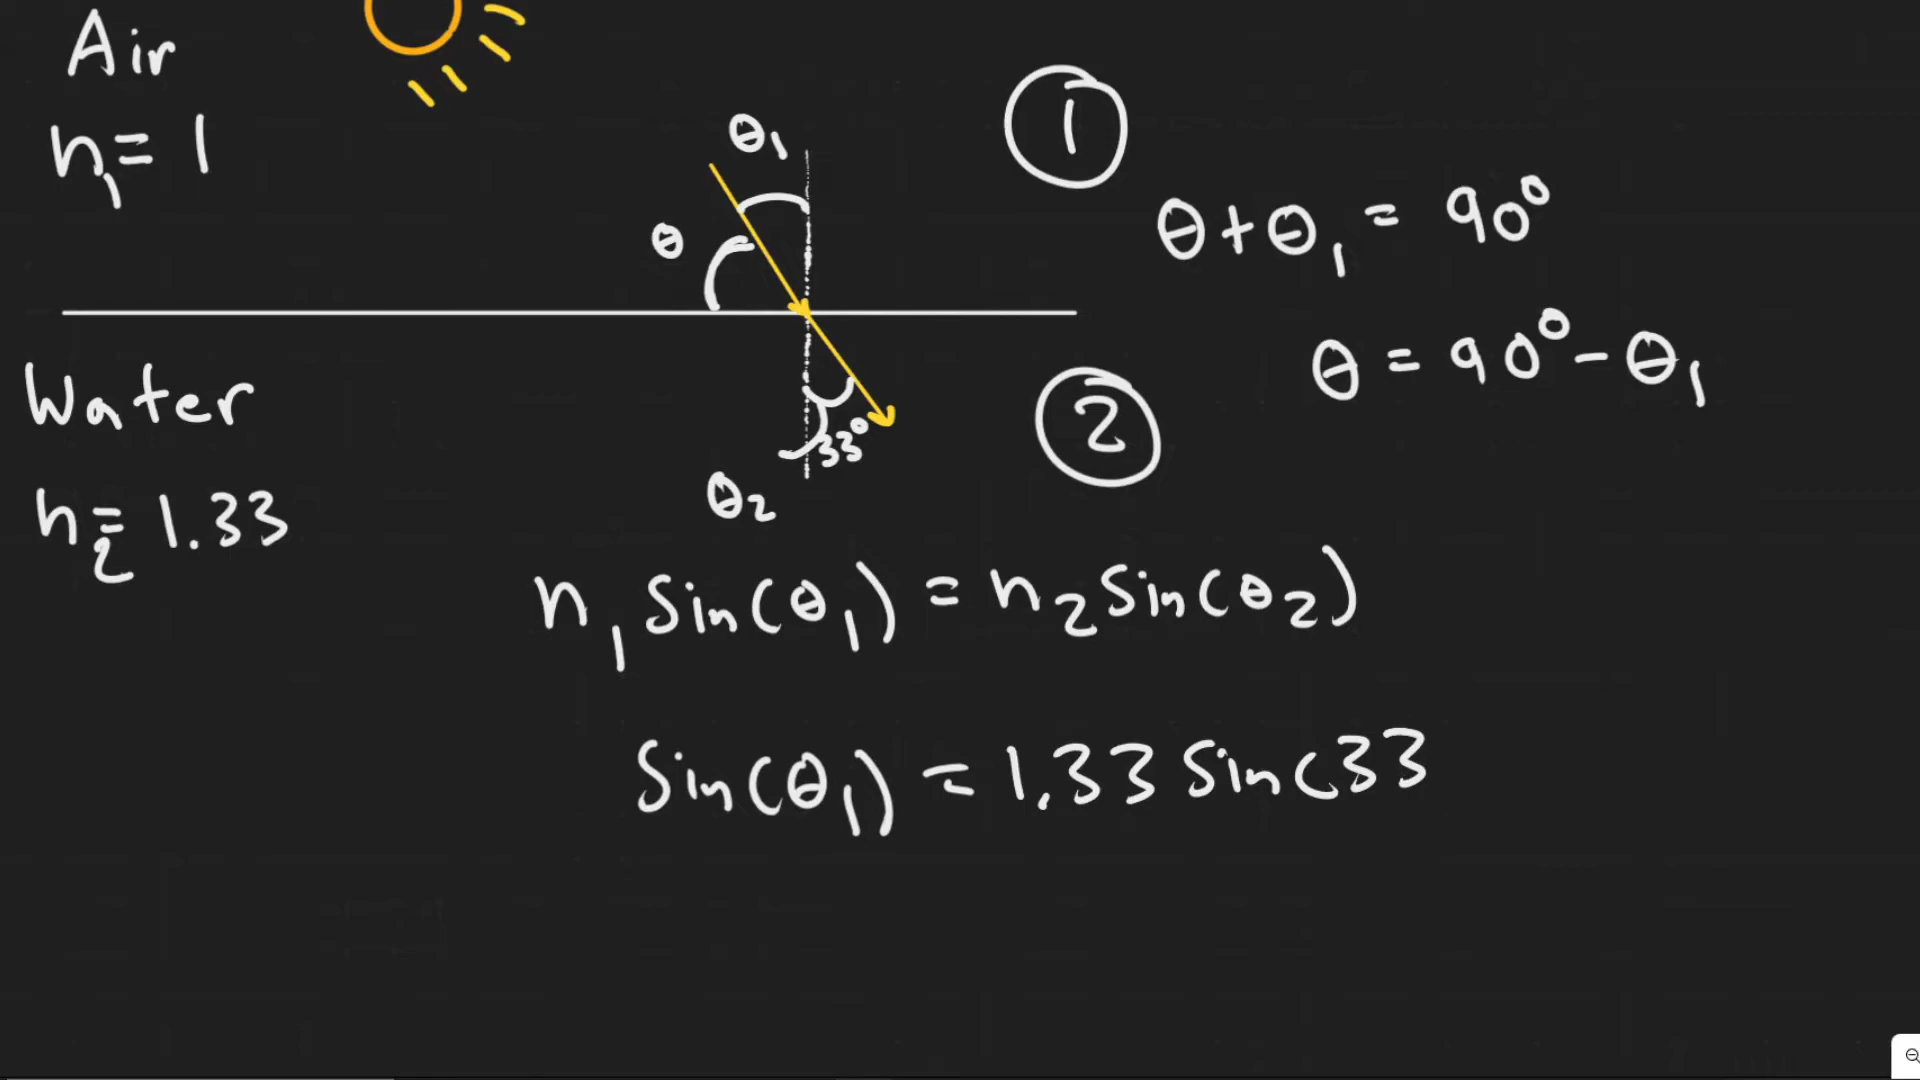 Air
n₁ = 1
θ₁
①
θ
θ + θ₁ = 90°
θ = 90° - θ₁
Water
②
33°
θ₂
n₂ = 1.33
n₁ sin(θ₁) = n₂ sin(θ₂)
sin(θ₁) = 1.33 sin(33